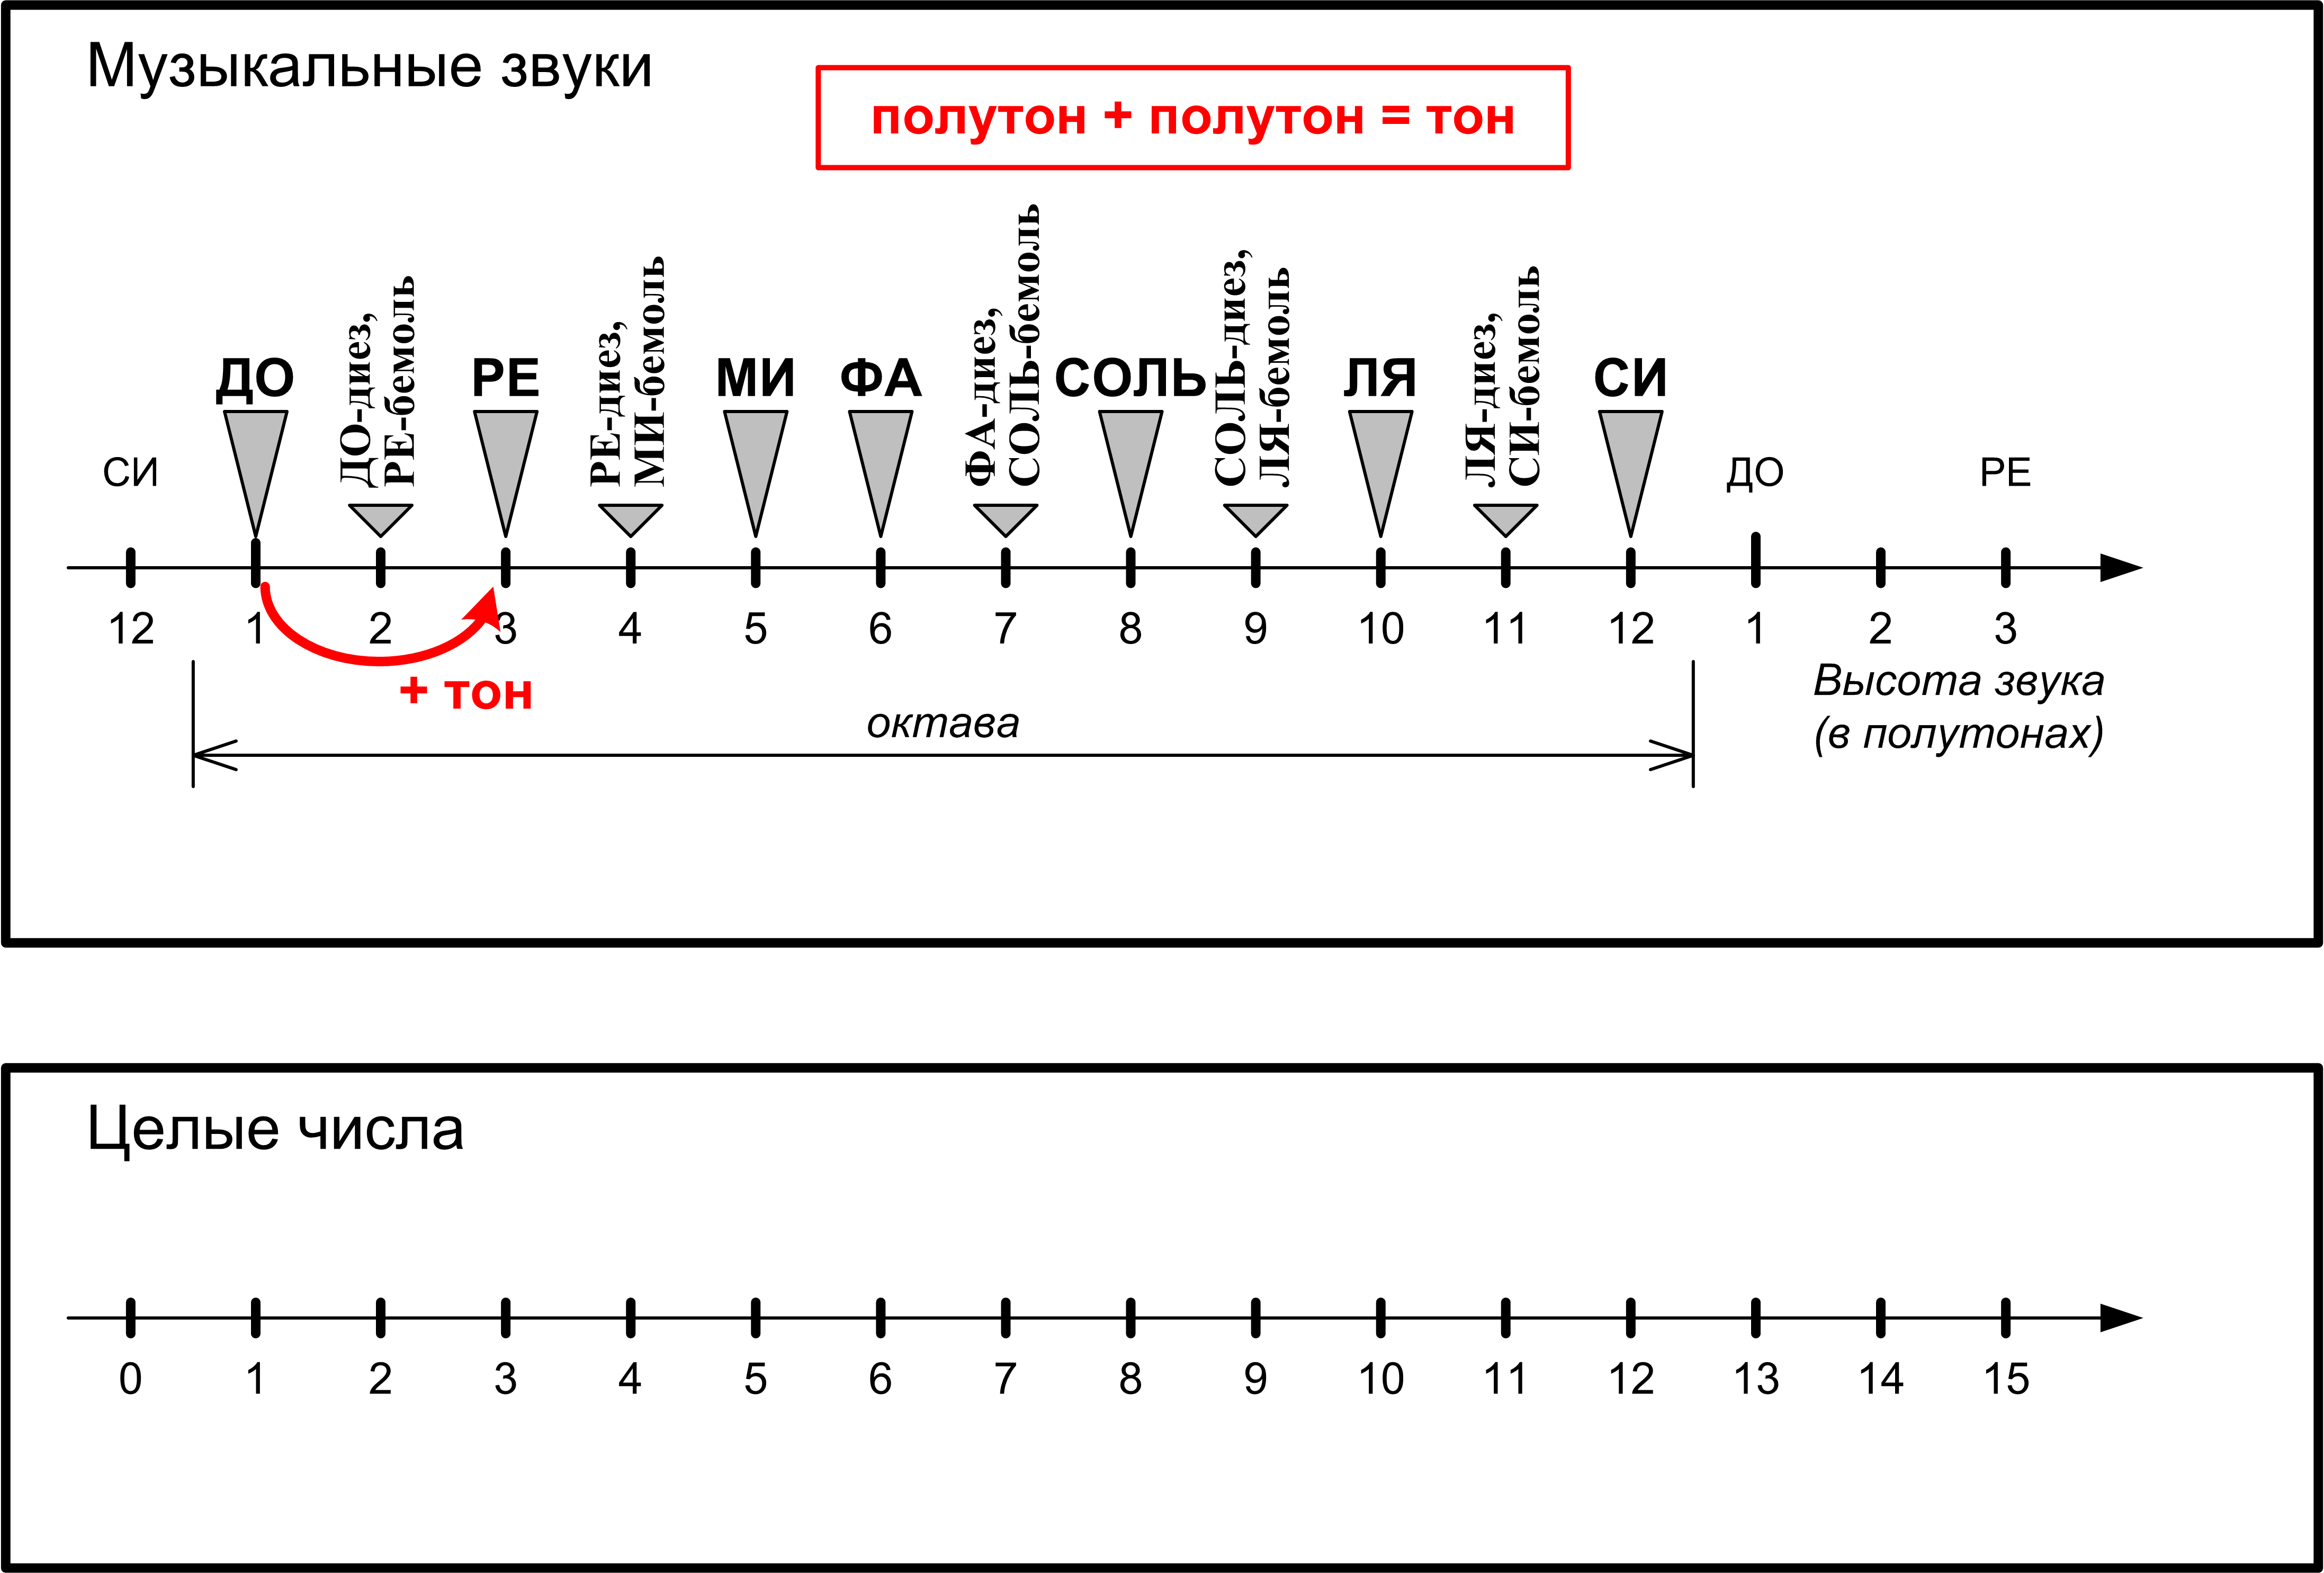 Музыкальные звуки
полутон + полутон = тон
СИ
ДО
ДО-диез,
РЕ-бемоль
РЕ
РЕ-диез,
МИ-бемоль
МИ
ФА
ФА-диез,
СОЛЬ-бемоль
СОЛЬ
СОЛЬ-диез,
ЛЯ-бемоль
ЛЯ
ЛЯ-диез,
СИ-бемоль
СИ
ДО
РЕ
12 1 2 3 4 5 6 7 8 9 10 11 12 1 2 3
+ тон
октава
Высота звука
(в полутонах)
Целые числа
0 1 2 3 4 5 6 7 8 9 10 11 12 13 14 15